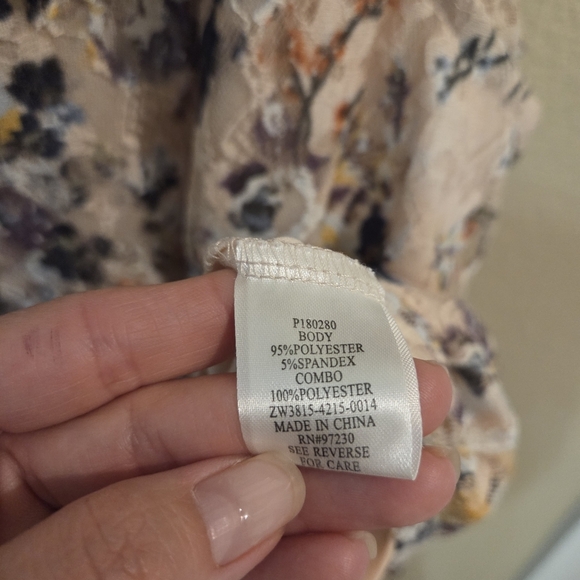 P180280
BODY
95%POLYESTER
5%SPANDEX
COMBO
100%POLYESTER
ZW3815-4215-0014
MADE IN CHINA
RN#97230
SEE REVERSE
FOR CARE